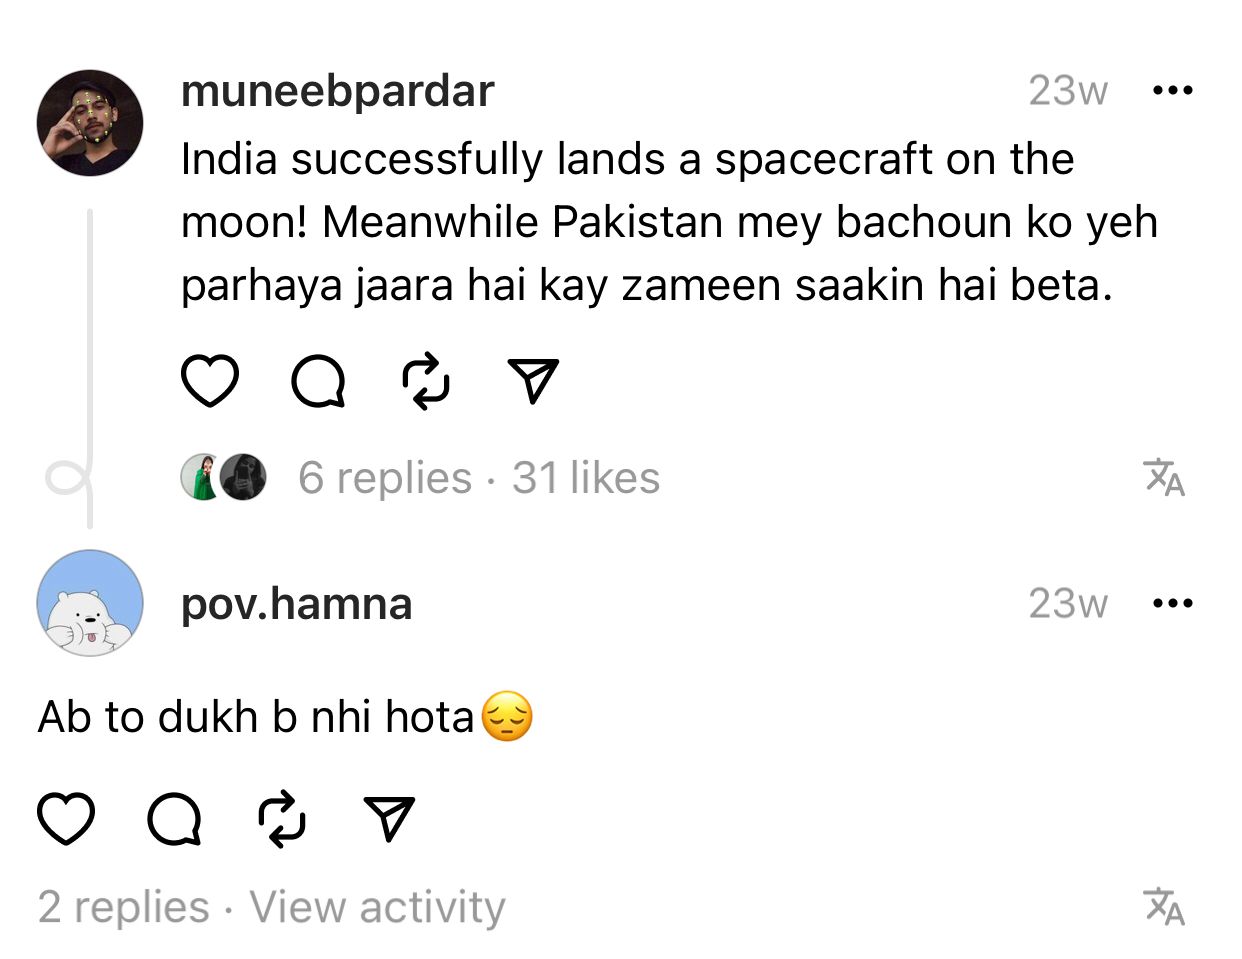 muneebpardar 23w
India successfully lands a spacecraft on the
moon! Meanwhile Pakistan mey bachoun ko yeh
parhaya jaara hai kay zameen saakin hai beta.
6 replies · 31 likes
pov.hamna 23w
Ab to dukh b nhi hota😔
2 replies · View activity